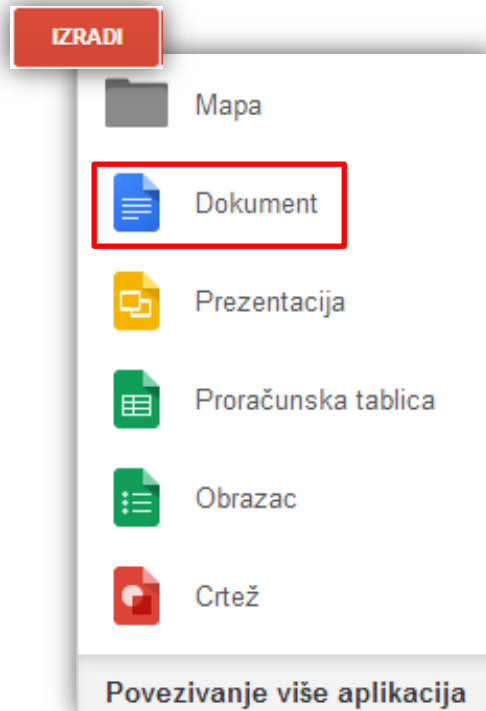 IZRADI
Mapa
Dokument
Prezentacija
Proračunska tablica
Obrazac
Crtež
Povezivanje više aplikacija